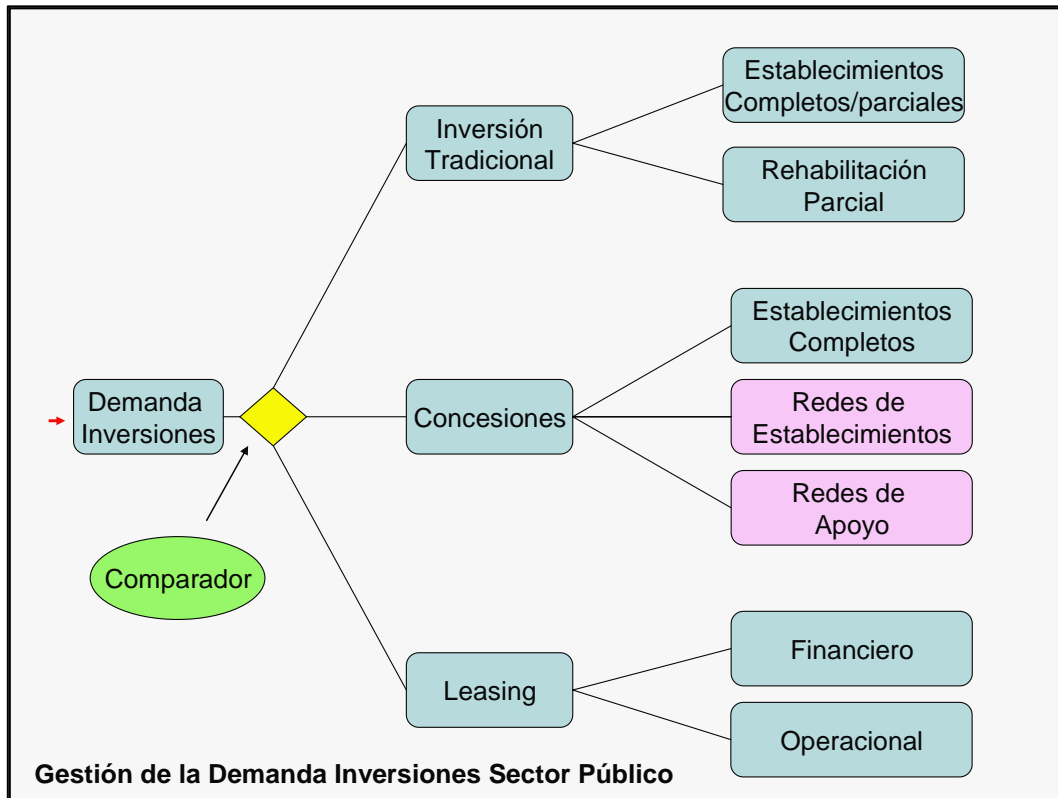 Establecimientos
Completos/parciales
Inversión
Tradicional
Rehabilitación
Parcial
Establecimientos
Completos
Demanda
Inversiones
Concesiones
Redes de
Establecimientos
Redes de
Apoyo
Comparador
Leasing
Financiero
Operacional
Gestión de la Demanda Inversiones Sector Público